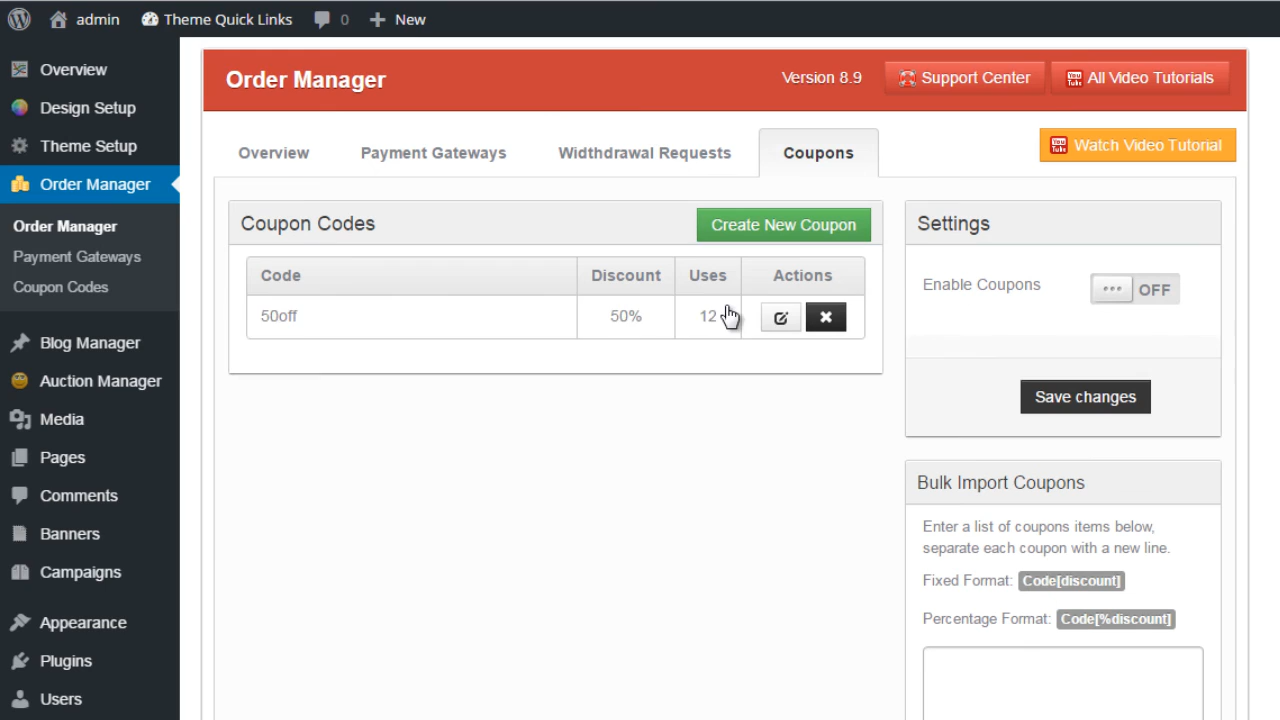 admin
Theme Quick Links
0
New
Overview
Design Setup
Theme Setup
Order Manager
Order Manager
Payment Gateways
Coupon Codes
Blog Manager
Auction Manager
Media
Pages
Comments
Banners
Campaigns
Appearance
Plugins
Users
Order Manager
Version 8.9
Support Center
You Tube All Video Tutorials
Overview
Payment Gateways
Widthdrawal Requests
Coupons
You Tube Watch Video Tutorial
Coupon Codes
Create New Coupon
Code Discount Uses Actions
50off 50% 12
Settings
Enable Coupons OFF
Save changes
Bulk Import Coupons
Enter a list of coupons items below,
separate each coupon with a new line.
Fixed Format: Code[discount]
Percentage Format: Code[%discount]